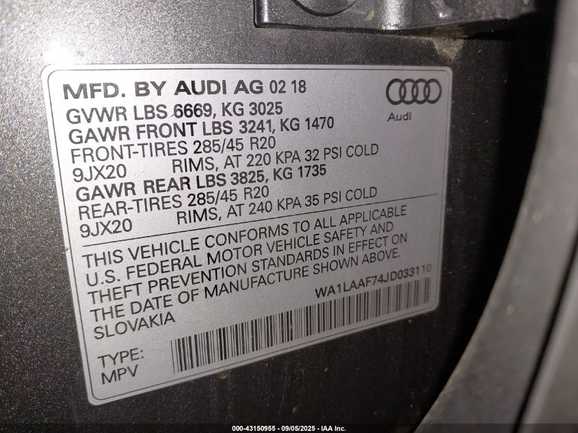 MFD. BY AUDI AG 02 18
GVWR LBS 6669, KG 3025
GAWR FRONT LBS 3241, KG 1470
FRONT-TIRES 285/45 R20
9JX20 RIMS, AT 220 KPA 32 PSI COLD
GAWR REAR LBS 3825, KG 1735
REAR-TIRES 285/45 R20
9JX20 RIMS, AT 240 KPA 35 PSI COLD
Audi
THIS VEHICLE CONFORMS TO ALL APPLICABLE
U.S. FEDERAL MOTOR VEHICLE SAFETY AND
THEFT PREVENTION STANDARDS IN EFFECT ON
THE DATE OF MANUFACTURE SHOWN ABOVE.
SLOVAKIA
WA1LAAF74JD033110
TYPE:
MPV
000-43150955 - 09/05/2025 - IAA Inc.